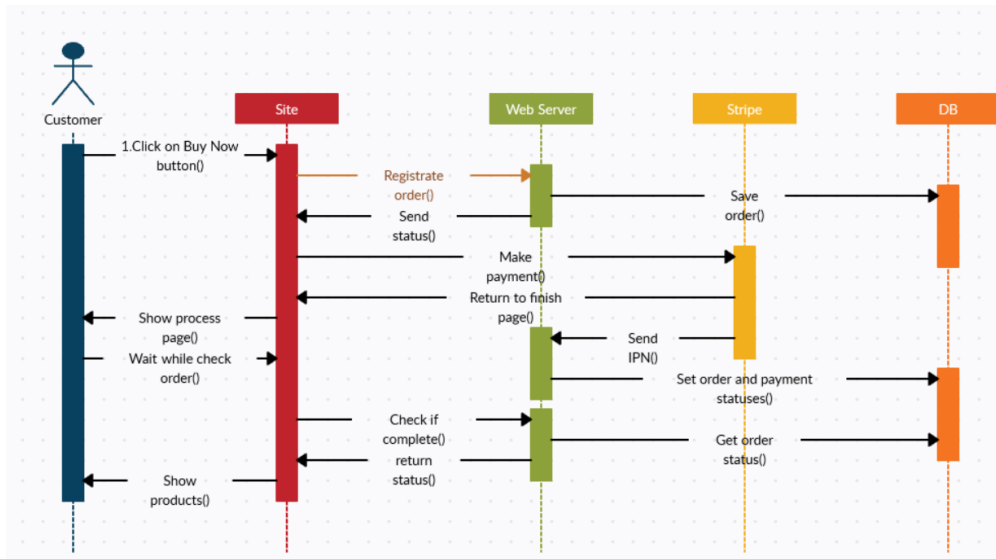 Customer
Site
Web Server
Stripe
DB
1.Click on Buy Now
button()
Registrate
order()
Save
order()
Send
status()
Make
payment()
Return to finish
page()
Show process
page()
Send
IPN()
Wait while check
order()
Set order and payment
statuses()
Check if
complete()
Get order
status()
return
status()
Show
products()